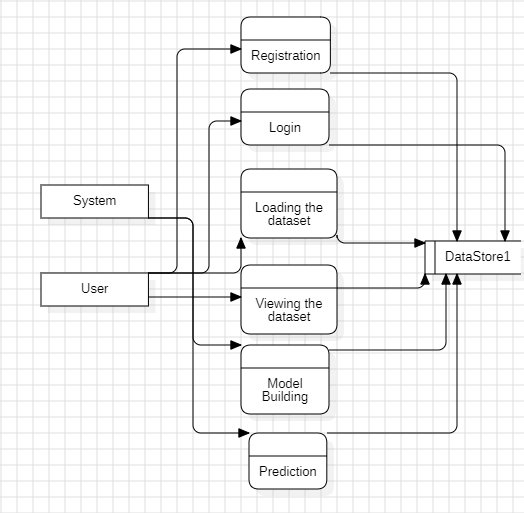 Registration
Login
System
Loading the
dataset
DataStore1
User
Viewing the
dataset
Model
Building
Prediction